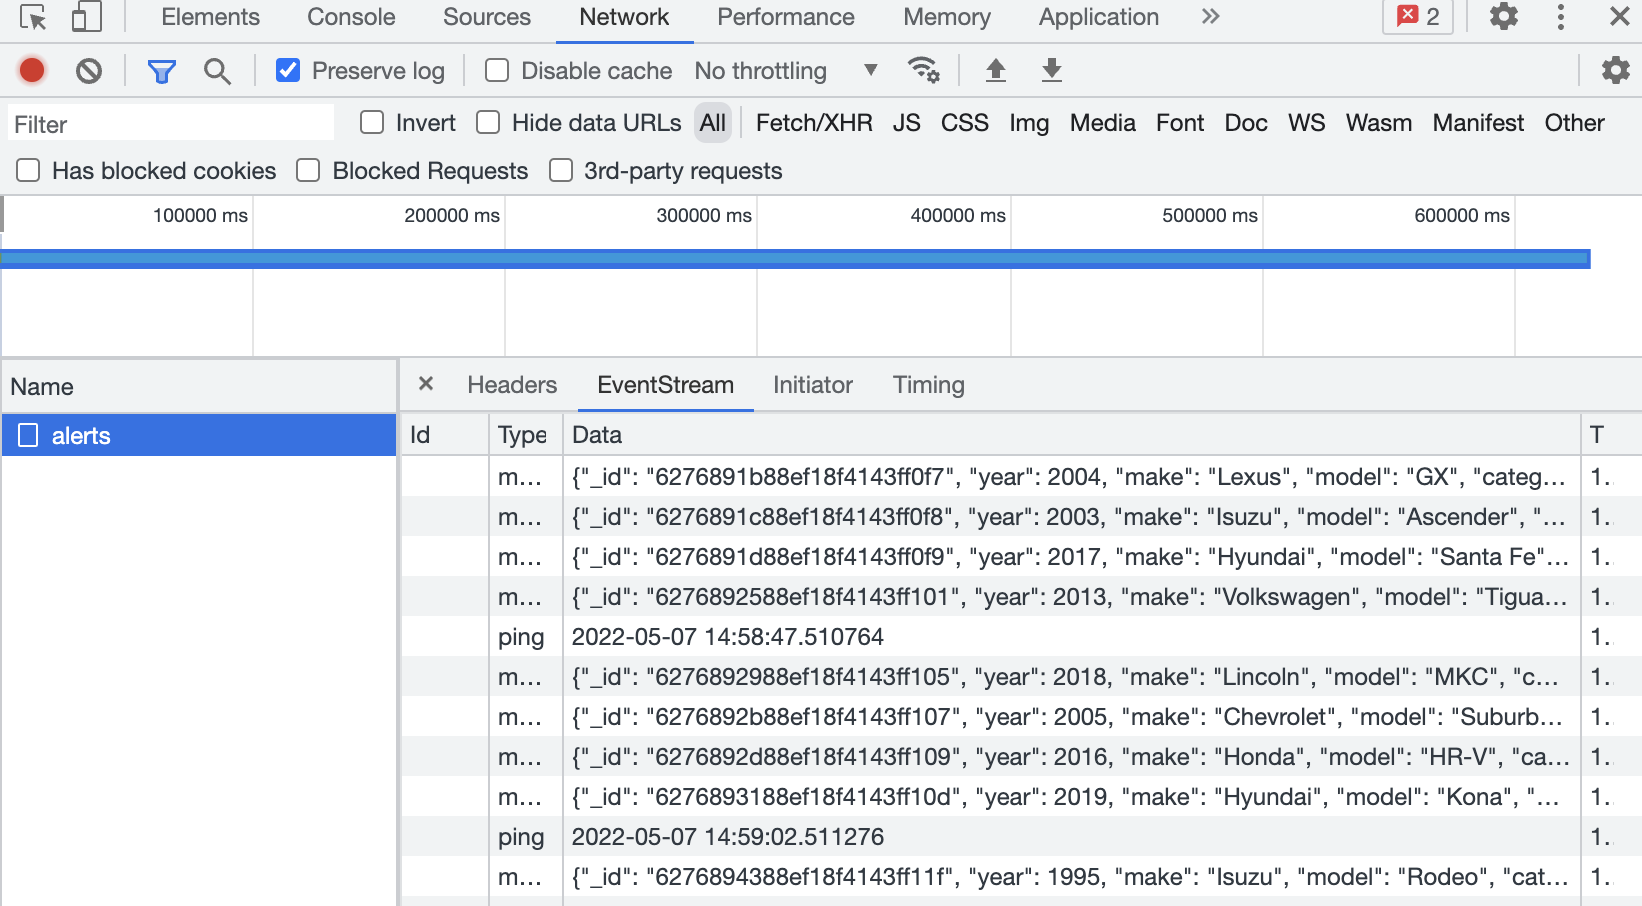 Elements Console Sources Network Performance Memory Application » 2
Preserve log Disable cache No throttling
Filter Invert Hide data URLs All Fetch/XHR JS CSS Img Media Font Doc WS Wasm Manifest Other
Has blocked cookies Blocked Requests 3rd-party requests
100000 ms 200000 ms 300000 ms 400000 ms 500000 ms 600000 ms
Name × Headers EventStream Initiator Timing
alerts Id Type Data T
m... {"_id": "6276891b88ef18f4143ff0f7", "year": 2004, "make": "Lexus", "model": "GX", "categ... 1.
m... {"_id": "6276891c88ef18f4143ff0f8", "year": 2003, "make": "Isuzu", "model": "Ascender", "... 1.
m... {"_id": "6276891d88ef18f4143ff0f9", "year": 2017, "make": "Hyundai", "model": "Santa Fe"... 1.
m... {"_id": "6276892588ef18f4143ff101", "year": 2013, "make": "Volkswagen", "model": "Tigua... 1.
ping 2022-05-07 14:58:47.510764 1.
m... {"_id": "6276892988ef18f4143ff105", "year": 2018, "make": "Lincoln", "model": "MKC", "c... 1.
m... {"_id": "6276892b88ef18f4143ff107", "year": 2005, "make": "Chevrolet", "model": "Suburb... 1.
m... {"_id": "6276892d88ef18f4143ff109", "year": 2016, "make": "Honda", "model": "HR-V", "ca... 1.
m... {"_id": "6276893188ef18f4143ff10d", "year": 2019, "make": "Hyundai", "model": "Kona", "... 1.
ping 2022-05-07 14:59:02.511276 1.
m... {"_id": "6276894388ef18f4143ff11f", "year": 1995, "make": "Isuzu", "model": "Rodeo", "cat... 1.